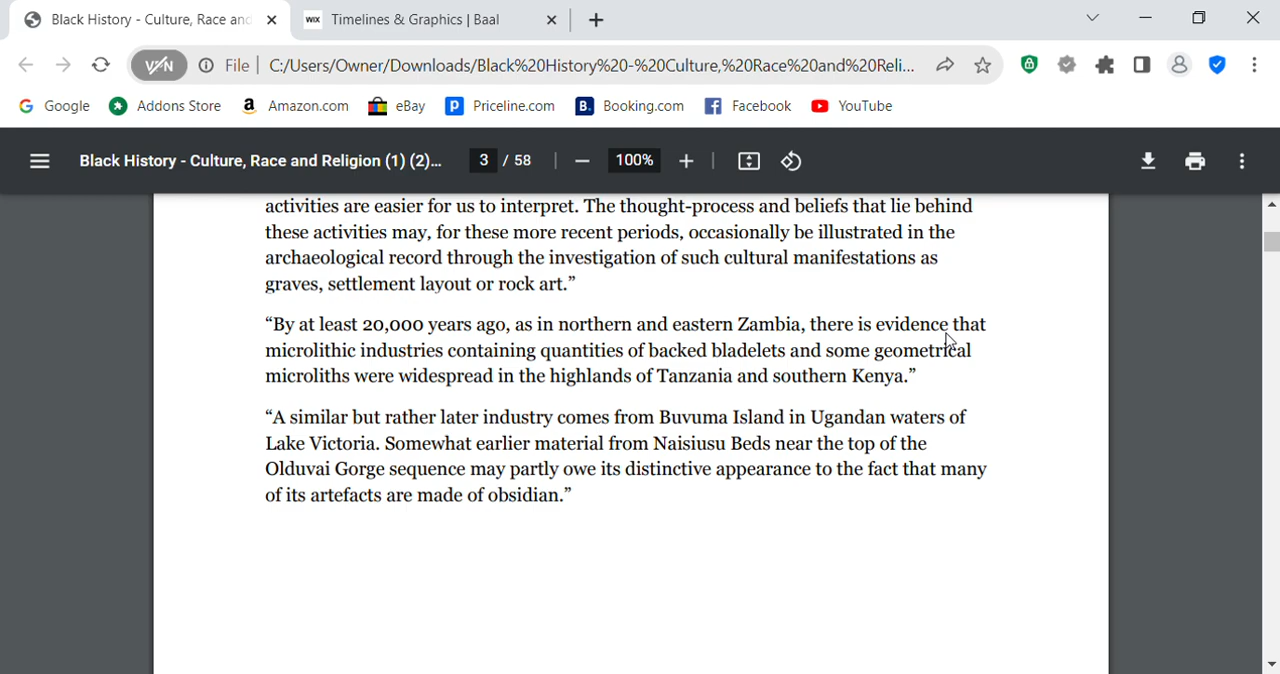 Black History - Culture, Race and
Timelines & Graphics | Baal
VPN
File
C:/Users/Owner/Downloads/Black%20History%20-%20Culture,%20Race%20and%20Reli...
Google
Addons Store
Amazon.com
eBay
Priceline.com
Booking.com
Facebook
YouTube
Black History - Culture, Race and Religion (1) (2)...
3 / 58
100%
activities are easier for us to interpret. The thought-process and beliefs that lie behind
these activities may, for these more recent periods, occasionally be illustrated in the
archaeological record through the investigation of such cultural manifestations as
graves, settlement layout or rock art.”
“By at least 20,000 years ago, as in northern and eastern Zambia, there is evidence that
microlithic industries containing quantities of backed bladelets and some geometrical
microliths were widespread in the highlands of Tanzania and southern Kenya.”
“A similar but rather later industry comes from Buvuma Island in Ugandan waters of
Lake Victoria. Somewhat earlier material from Naisiusu Beds near the top of the
Olduvai Gorge sequence may partly owe its distinctive appearance to the fact that many
of its artefacts are made of obsidian.”